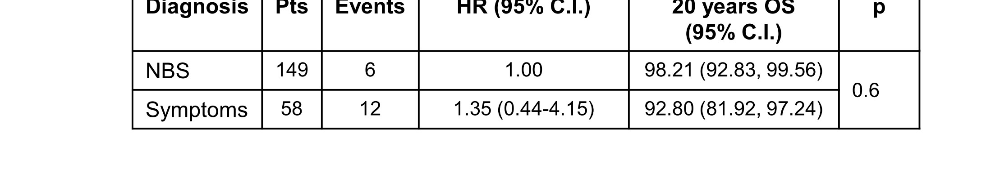 Diagnosis Pts Events HR (95% C.I.) 20 years OS (95% C.I.) p
NBS 149 6 1.00 98.21 (92.83, 99.56) 0.6
Symptoms 58 12 1.35 (0.44-4.15) 92.80 (81.92, 97.24)